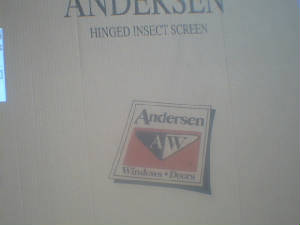 ANDERSEN
HINGED INSECT SCREEN
Andersen
AW
Windows • Doors